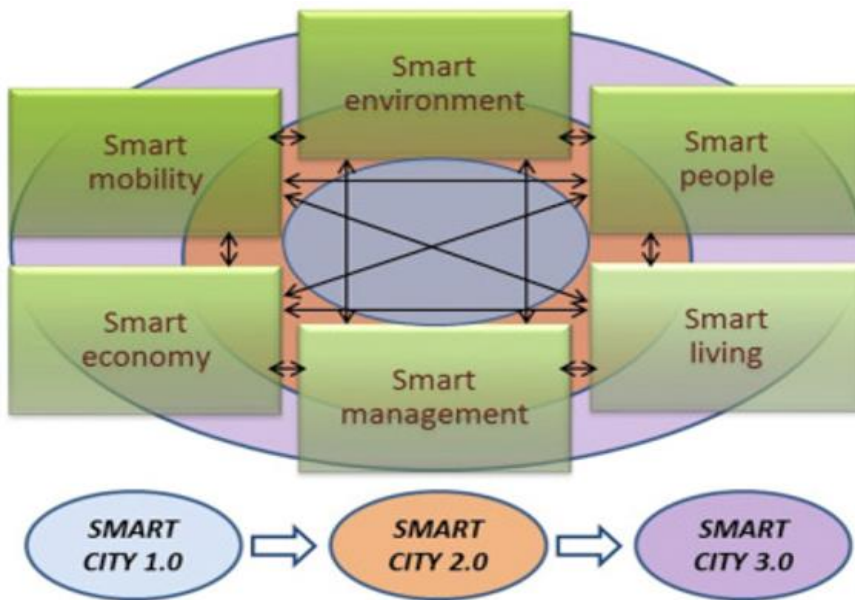 Smart
environment
Smart
mobility
Smart
people
Smart
economy
Smart
management
Smart
living
SMART
CITY 1.0
SMART
CITY 2.0
SMART
CITY 3.0